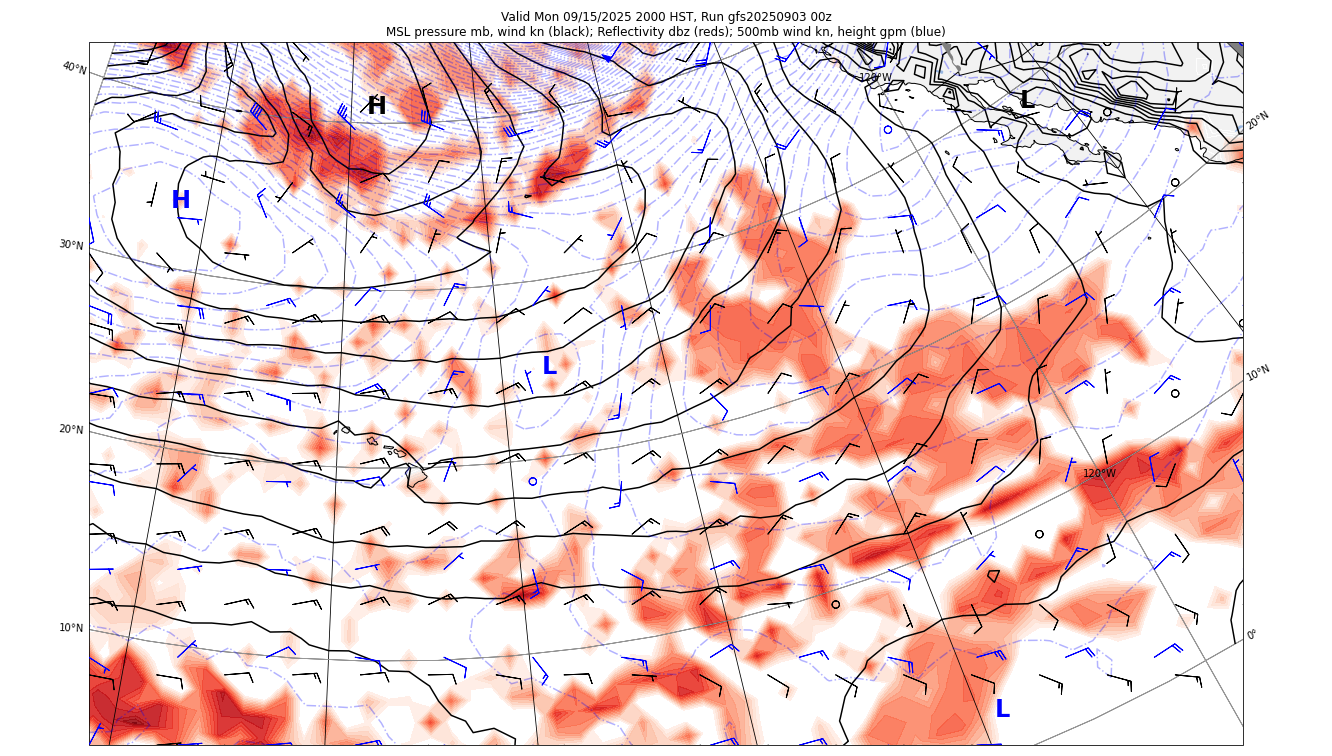 Valid Mon 09/15/2025 2000 HST, Run gfs20250903 00z
MSL pressure mb, wind kn (black); Reflectivity dbz (reds); 500mb wind kn, height gpm (blue)
40°N
120°W
H
L
20°N
H
30°N
L
10°N
20°N
120°W
10°N
0°
L